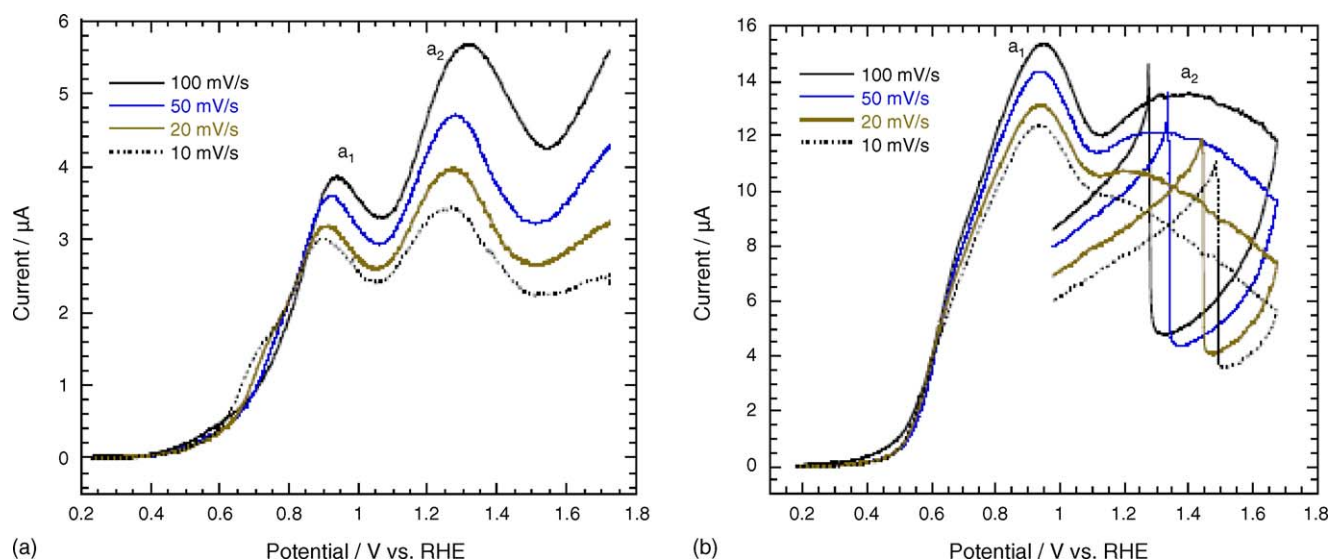 6
5
4
3
2
1
0
Current / µA
a₂
a₁
100 mV/s
50 mV/s
20 mV/s
10 mV/s
0.2 0.4 0.6 0.8 1 1.2 1.4 1.6 1.8
(a) Potential / V vs. RHE
16
14
12
10
8
6
4
2
0
Current / µA
a₁
a₂
100 mV/s
50 mV/s
20 mV/s
10 mV/s
0.2 0.4 0.6 0.8 1 1.2 1.4 1.6 1.8
(b) Potential / V vs. RHE